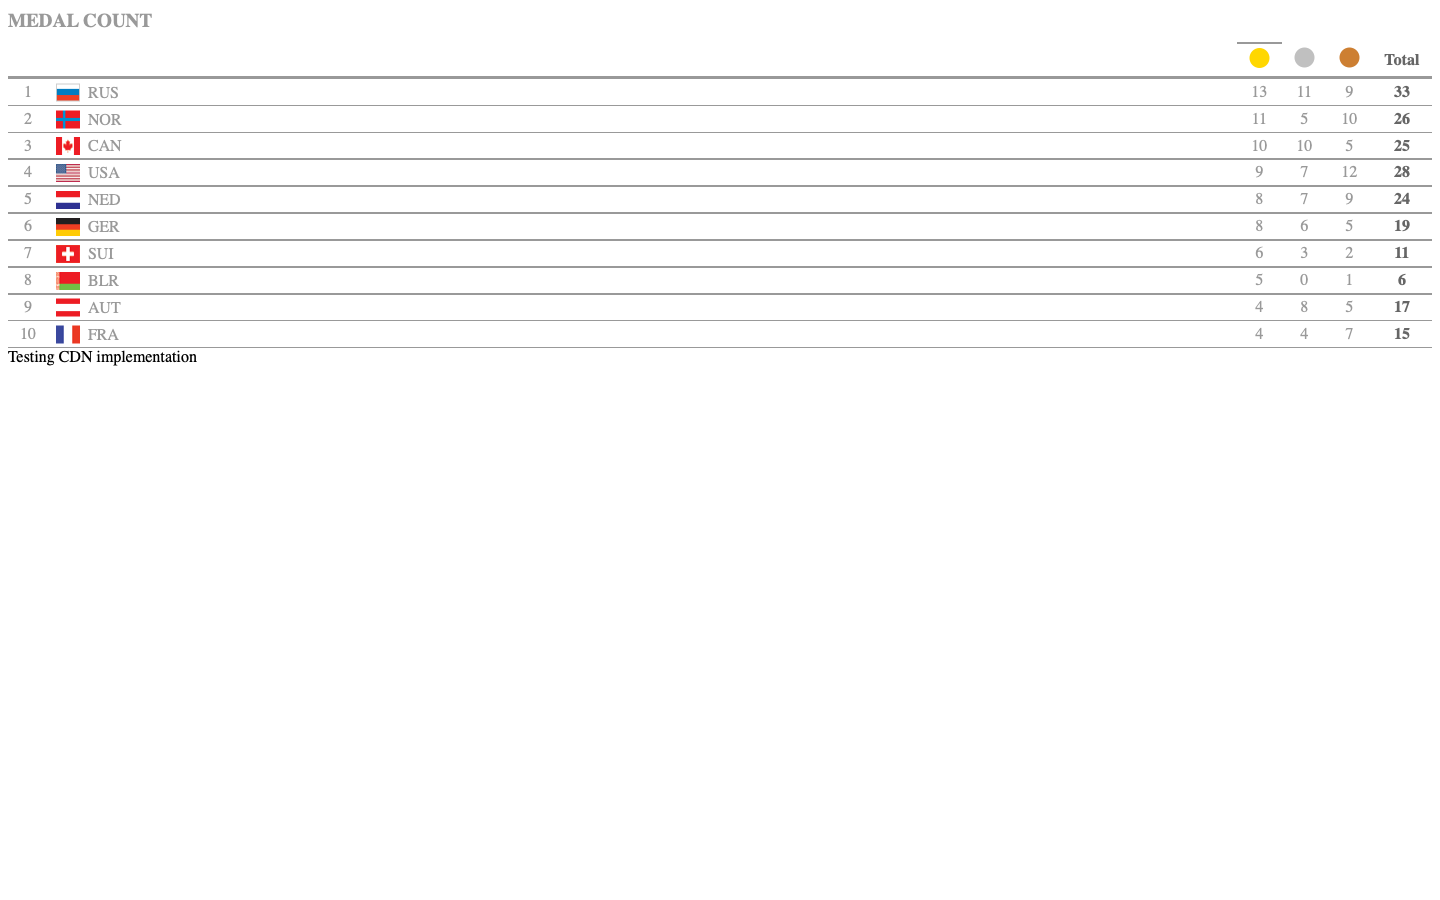 MEDAL COUNT
Total
1 RUS 13 11 9 33
2 NOR 11 5 10 26
3 CAN 10 10 5 25
4 USA 9 7 12 28
5 NED 8 7 9 24
6 GER 8 6 5 19
7 SUI 6 3 2 11
8 BLR 5 0 1 6
9 AUT 4 8 5 17
10 FRA 4 4 7 15
Testing CDN implementation